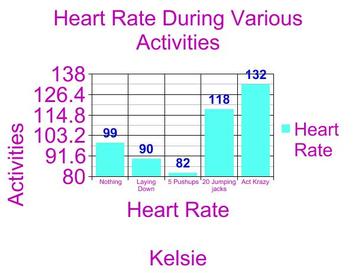 Heart Rate During Various
Activities
138
126.4
114.8
103.2
91.6
80
Activities
99
90
82
118
132
Nothing
Laying
Down
5 Pushups
20 Jumping
jacks
Act Krazy
Heart
Rate
Heart Rate
Kelsie